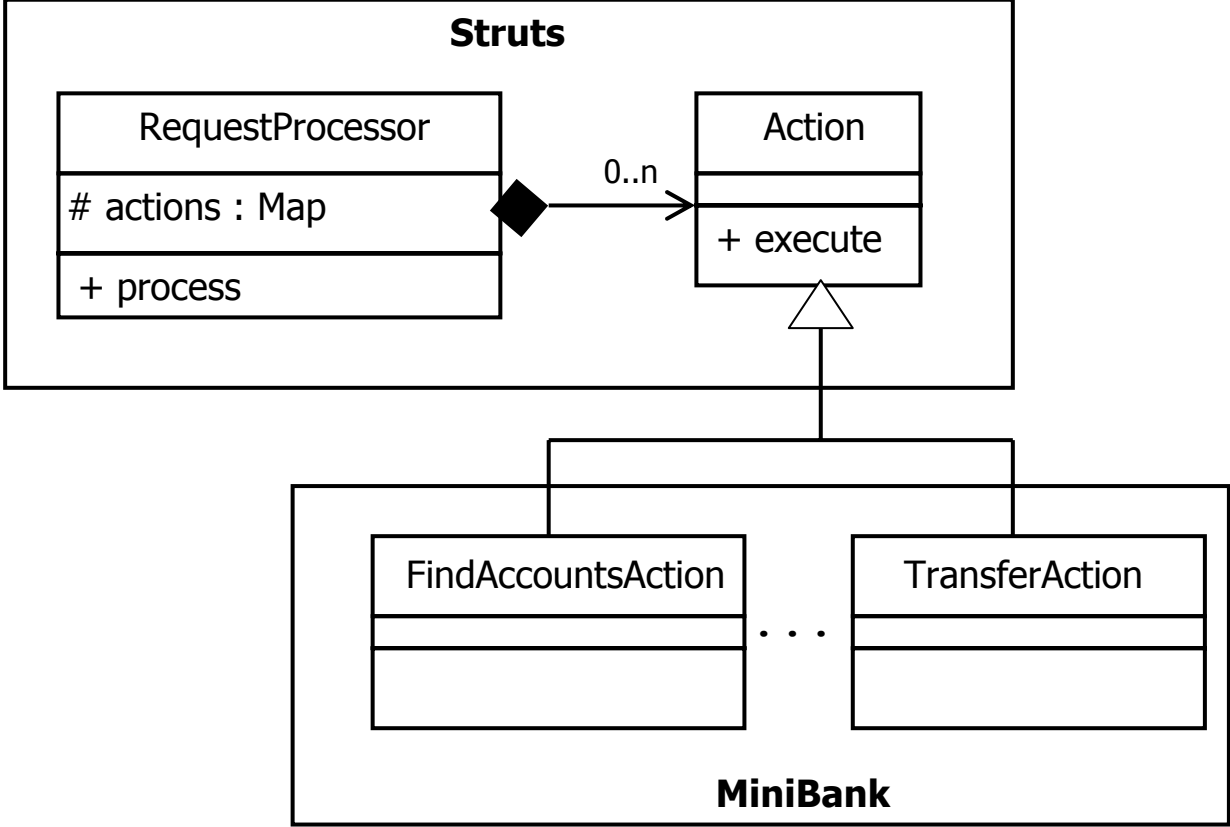 Struts
RequestProcessor
# actions : Map
+ process
0..n
Action
+ execute
FindAccountsAction
. . .
TransferAction
MiniBank